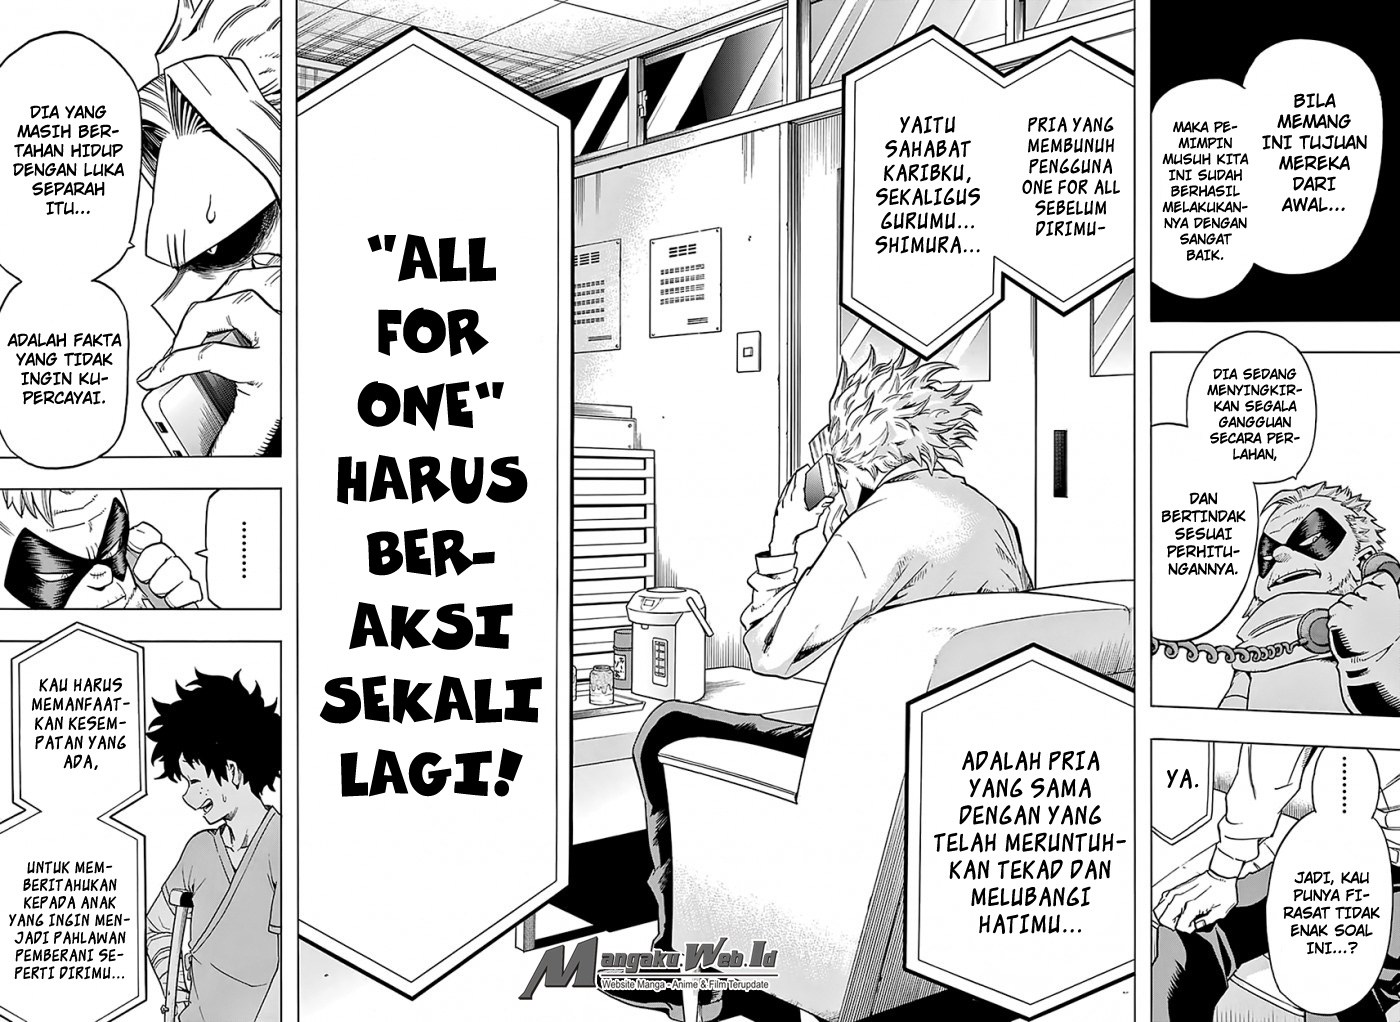 BILA
MEMANG
INI TUJUAN
MEREKA
DARI
AWAL...
MAKA PE-
MIMPIN
MUSUH KITA
INI SUDAH
BERHASIL
MELAKUKAN-
NYA DENGAN
SANGAT
BAIK.
DIA SEDANG
MENYINGKIR-
KAN SEGALA
GANGGUAN
SECARA PER-
LAHAN,
DAN
BERTINDAK
SESUAI
PERHITU-
NGANNYA.
JADI, KAU
PUNYA FI-
RASAT TIDAK
ENAK SOAL
INI...?
YA.
PRIA YANG
MEMBUNUH
PENGGUNA
ONE FOR ALL
SEBELUM
DIRIMU-
YAITU
SAHABAT
KARIBKU,
SEKALIGUS
GURUMU...
SHIMURA...
ADALAH PRIA
YANG SAMA
DENGAN YANG
TELAH MERUNTUH-
KAN TEKAD DAN
MELUBANGI
HATIMU...
"ALL
FOR
ONE"
HARUS
BER-
AKSI
SEKALI
LAGI!
DIA YANG
MASIH BER-
TAHAN HIDUP
DENGAN LUKA
SEPARAH
ITU...
ADALAH FAKTA
YANG TIDAK
INGIN KU-
PERCAYAI.
.........
KAU HARUS
MEMANFAAT-
KAN KESEM-
PATAN YANG
ADA,
UNTUK MEM-
BERITAHUKAN
KEPADA ANAK
YANG INGIN MEN-
JADI PAHLAWAN
PEMBERANI SE-
PERTI DIRIMU...
Mangaku.Web.Id
Website Manga - Anime & Film Terupdate